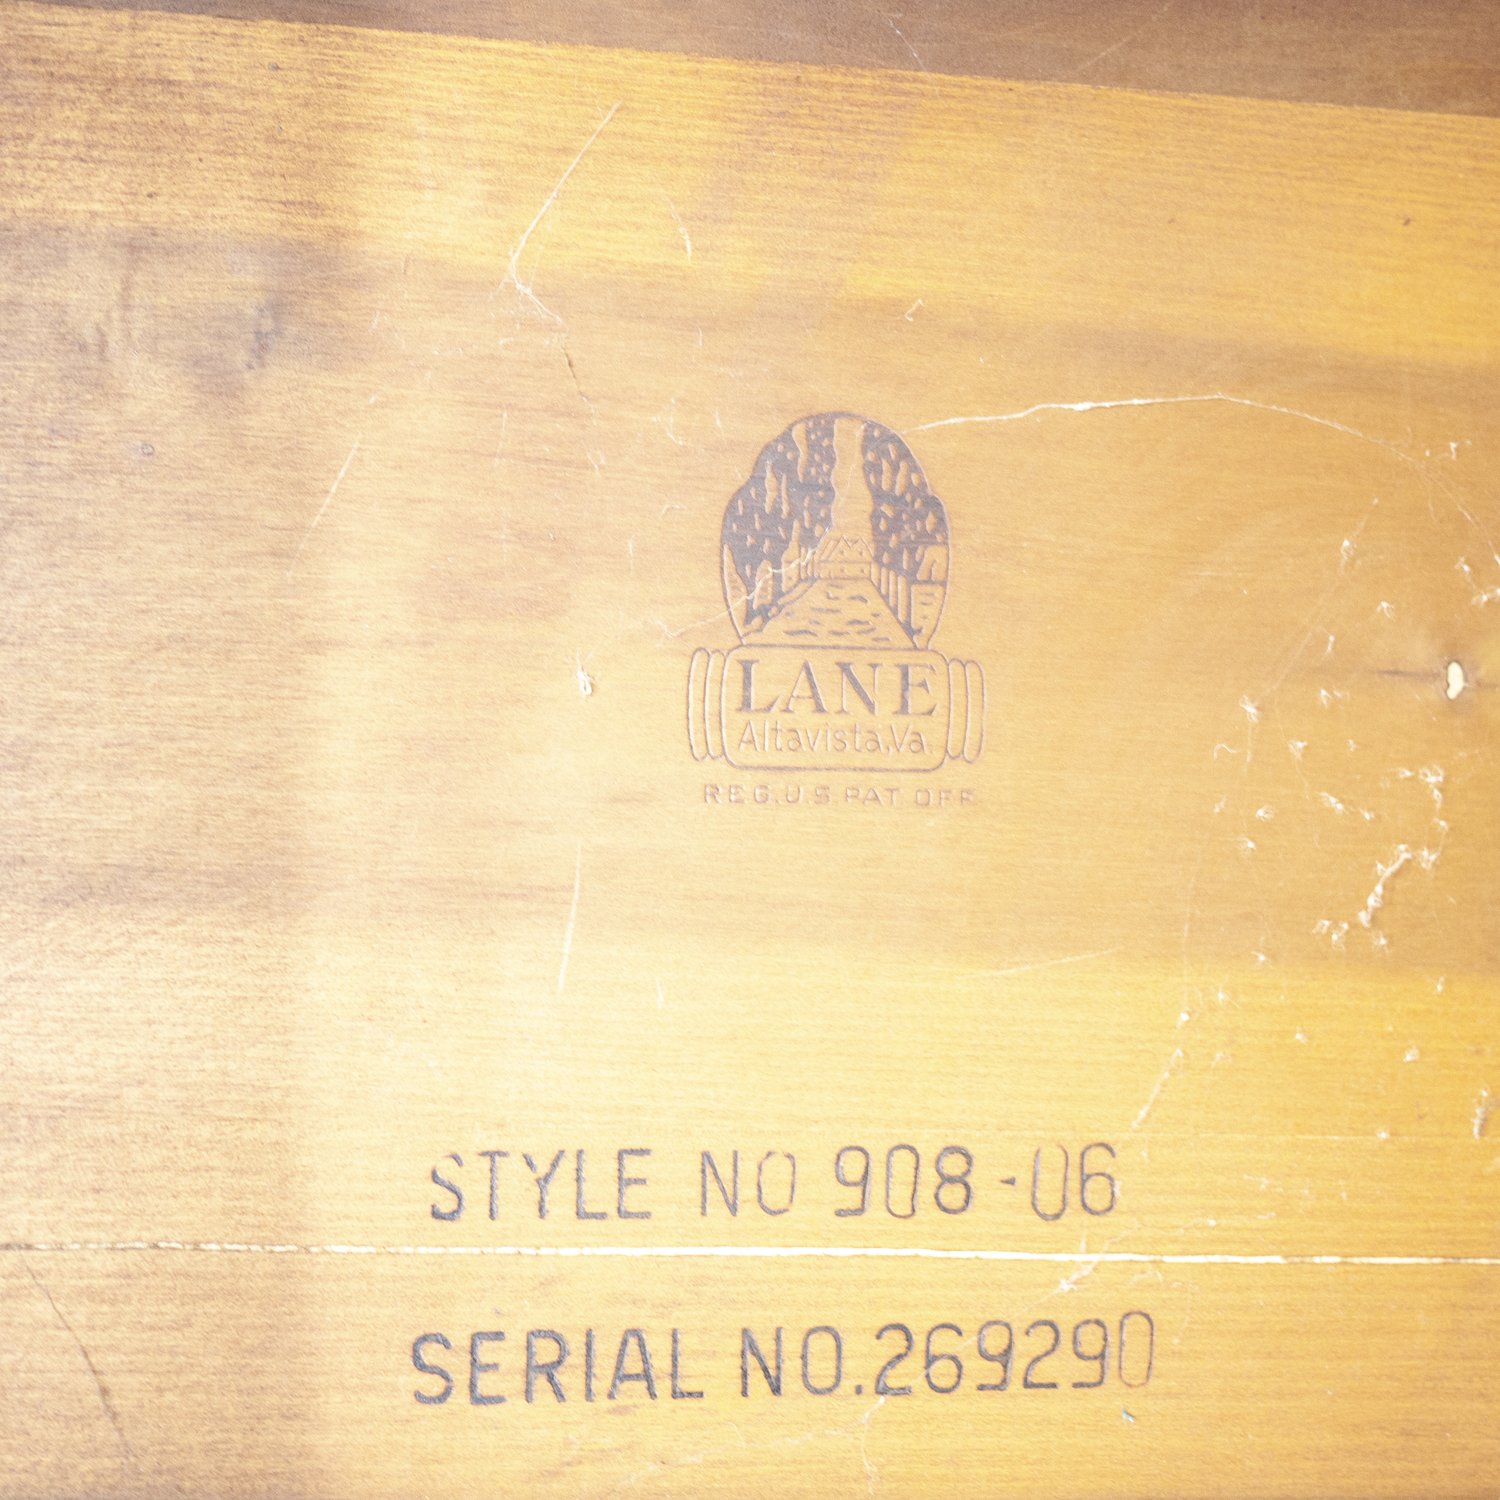 LANE
Altavista, Va.
REG. U.S. PAT. OFF.
STYLE NO 908-06
SERIAL NO. 269290